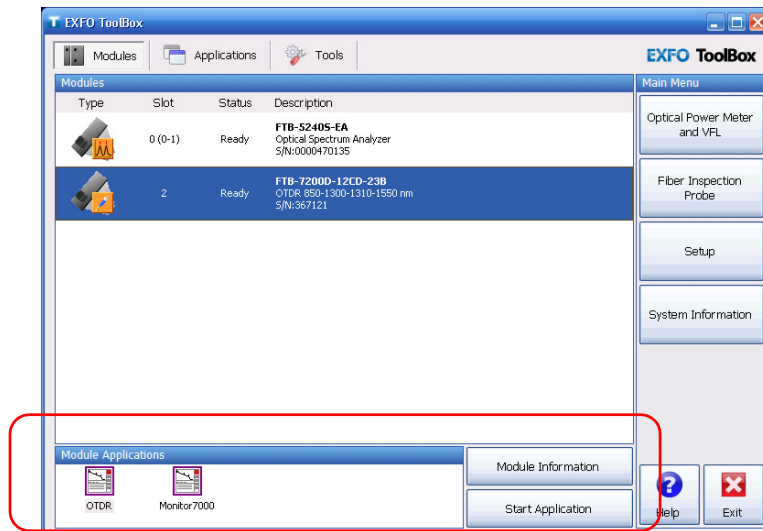 EXFO ToolBox
Modules
Applications
Tools
EXFO ToolBox
Modules
Type Slot Status Description
0 (0-1) Ready
FTB-5240S-EA
Optical Spectrum Analyzer
S/N:0000470135
2 Ready
FTB-7200D-12CD-23B
OTDR 850-1300-1310-1550 nm
S/N:367121
Main Menu
Optical Power Meter
and VFL
Fiber Inspection
Probe
Setup
System Information
Module Applications
OTDR
Monitor7000
Module Information
Start Application
Help
Exit